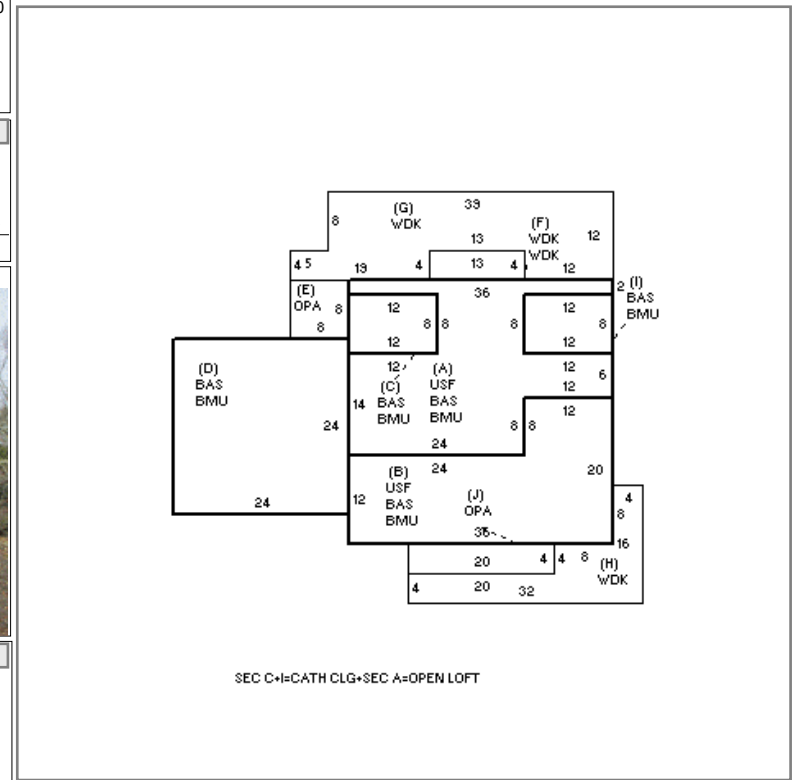 39
(G)
WDK
8
(F)
WDK
WDK
12
13
4 5
19
4
13
4
12
(E)
OPA
8
8
36
2 (I)
BAS
BMU
12
8 8
12
12
8
8
12
(D)
BAS
BMU
24
24
12
(C)
BAS
BMU
(A)
USF
BAS
BMU
14
24
12
12
6
8 8
12
(B)
USF
BAS
BMU
24
12
(J)
OPA
20
4
8
16
(H)
WDK
20
4 4
8
4
20
32
SEC C+I=CATH CLG+SEC A=OPEN LOFT